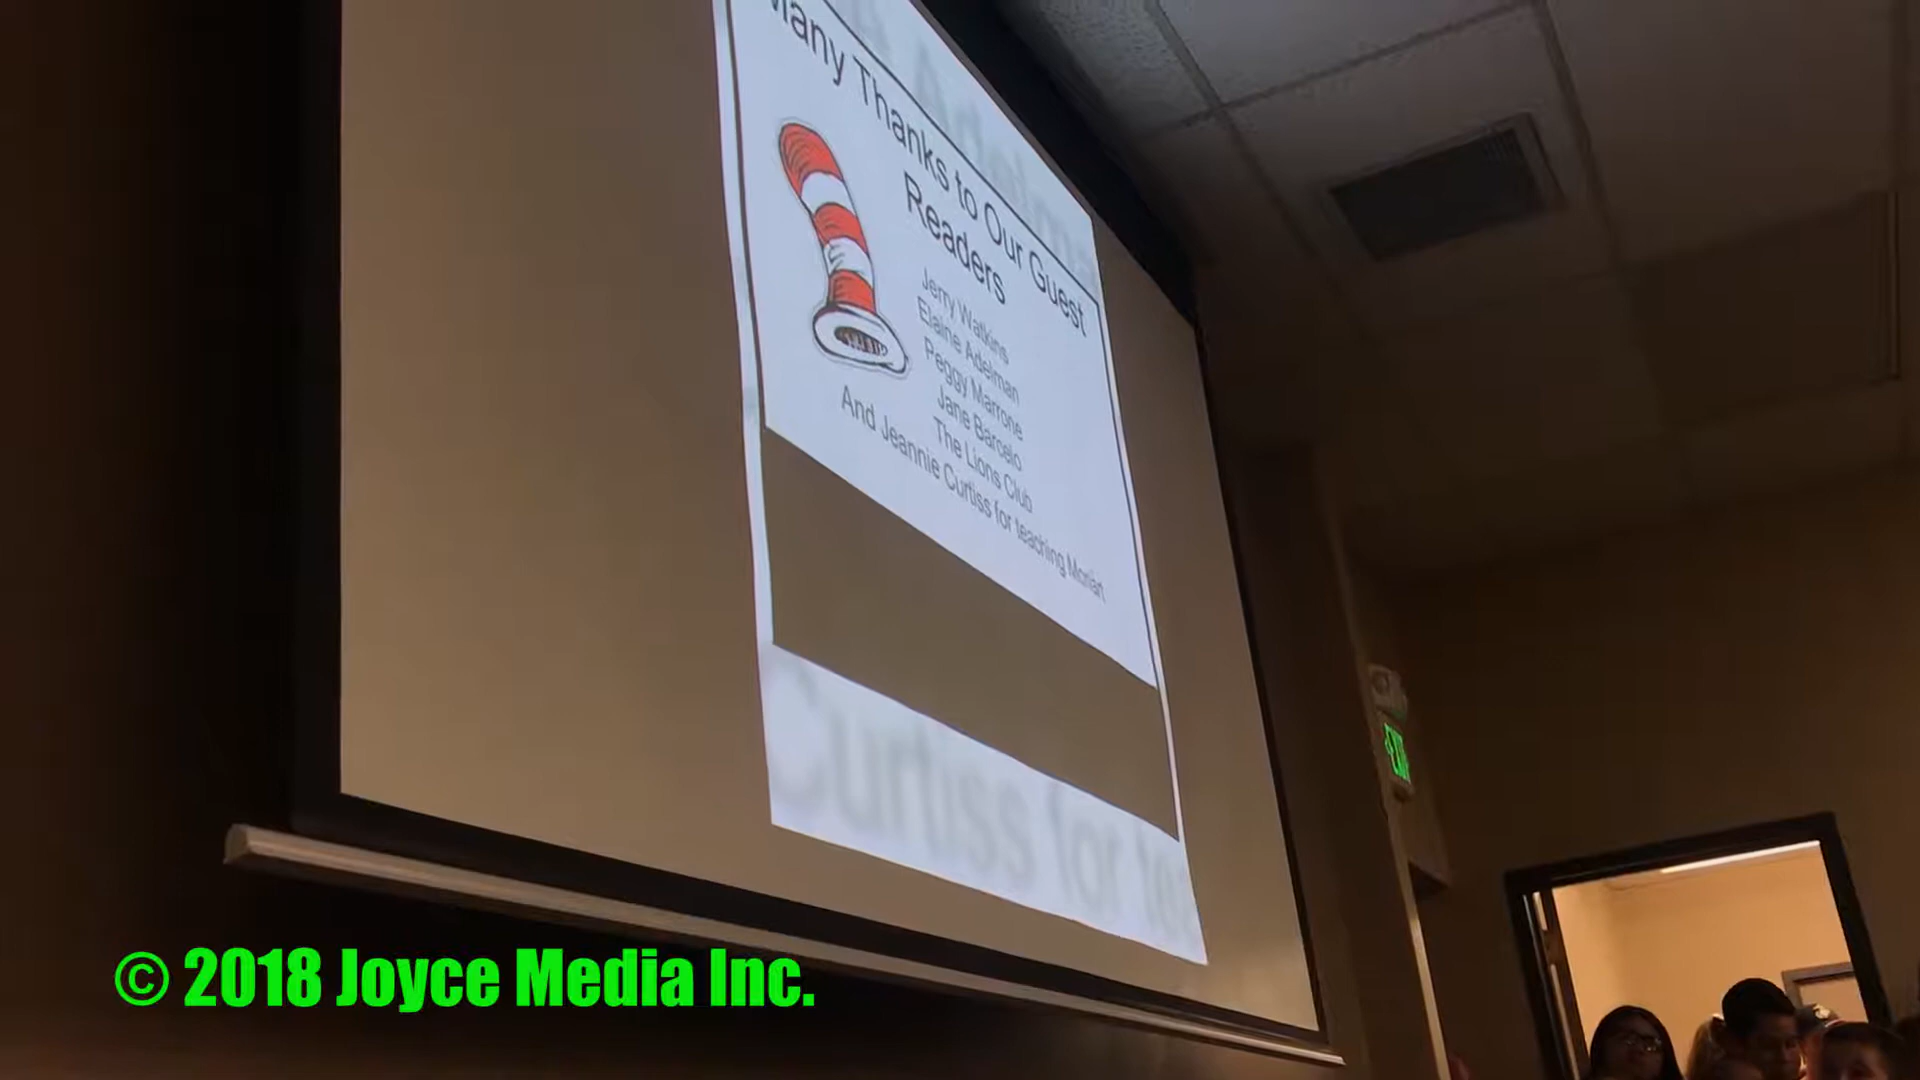 Many Thanks to Our Guest
Readers
Jerry Watkins
Elaine Adelman
Peggy Marrone
Jane Barcelo
The Lions Club
And Jeannie Curtiss for teaching
Curtiss for
EXIT
© 2018 Joyce Media Inc.